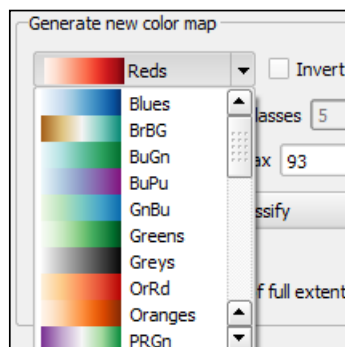 Generate new color map
Reds
Invert
Blues
lasses 5
BrBG
BuGn
ax 93
BuPu
GnBu
ssify
Greens
Greys
OrRd
f full extent
Oranges
PRGn